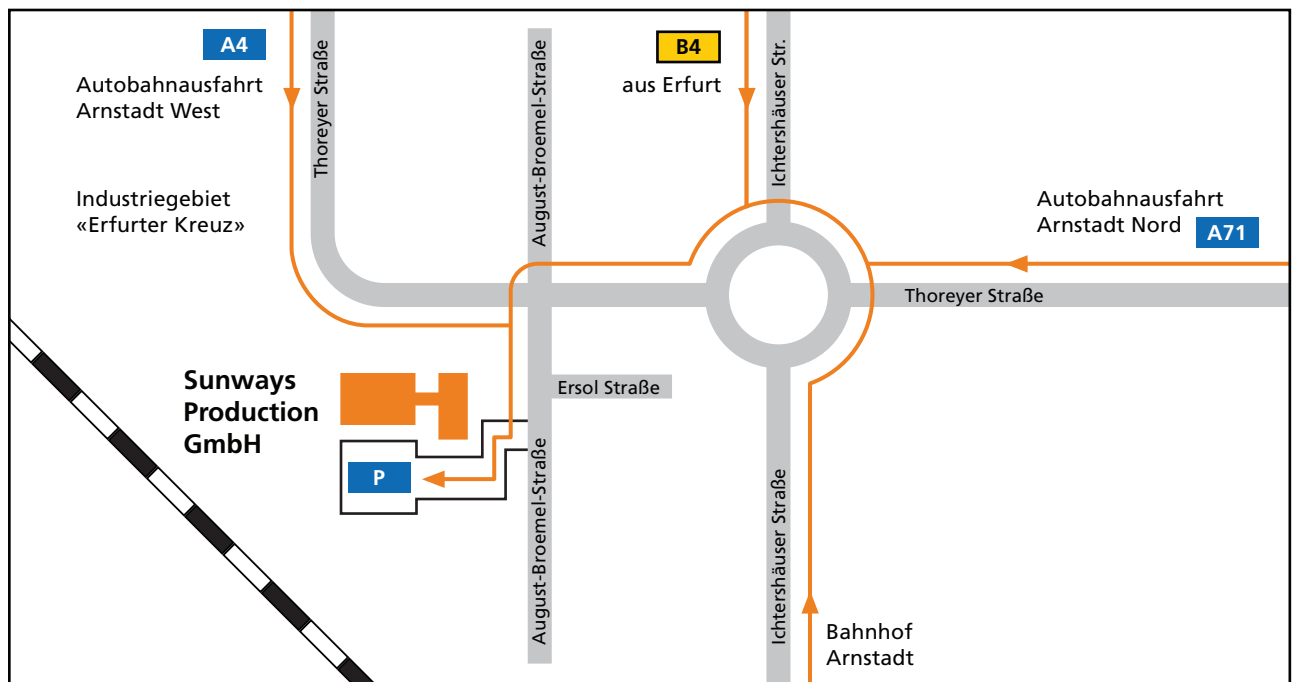 A4
Autobahnausfahrt
Arnstadt West
Thoreyer Straße
August-Broemel-Straße
B4
aus Erfurt
Ichtershäuser Str.
Industriegebiet
«Erfurter Kreuz»
Autobahnausfahrt
Arnstadt Nord
A71
Thoreyer Straße
Sunways
Production
GmbH
Ersol Straße
P
August-Broemel-Straße
Ichtershäuser Straße
Bahnhof
Arnstadt